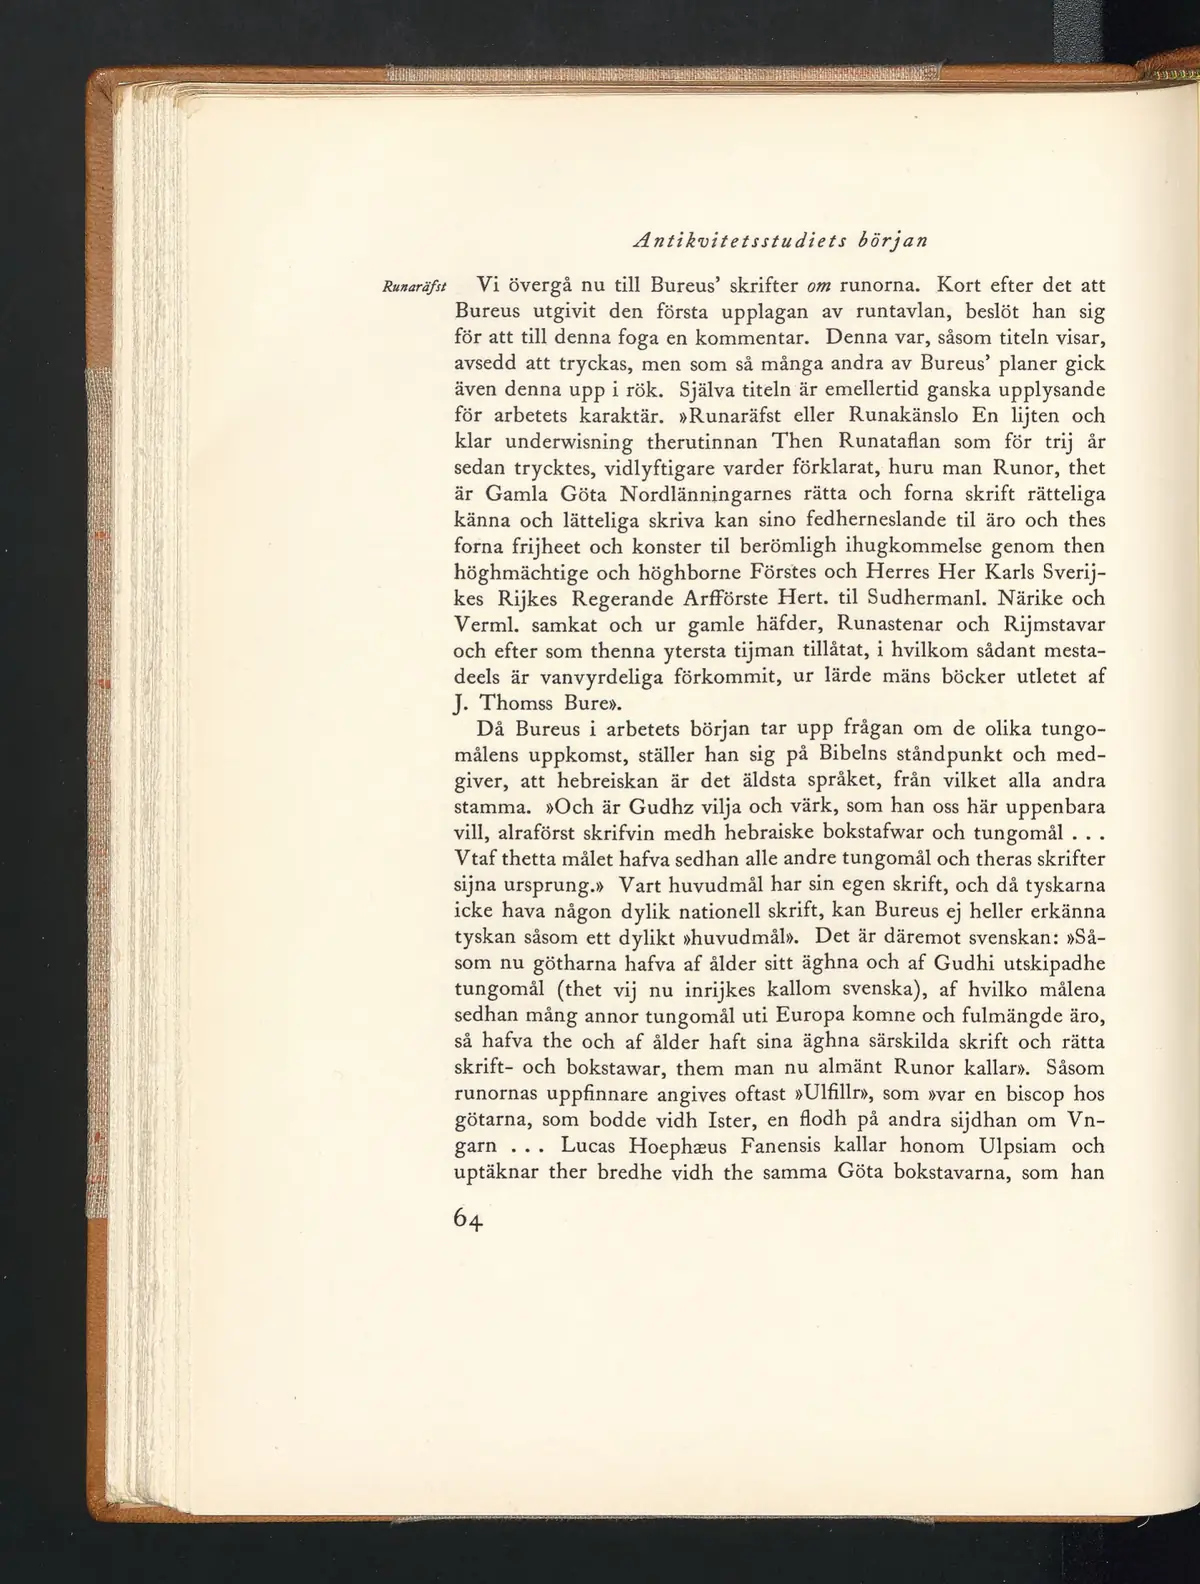 Antikvitetsstudiets början
Runaräfst Vi övergå nu till Bureus’ skrifter om runorna. Kort efter det att
Bureus utgivit den första upplagan av runtavlan, beslöt han sig
för att till denna foga en kommentar. Denna var, såsom titeln visar,
avsedd att tryckas, men som så många andra av Bureus’ planer gick
även denna upp i rök. Själva titeln är emellertid ganska upplysande
för arbetets karaktär. »Runaräfst eller Runakänslo En lijten och
klar underwisning therutinnan Then Runataflan som för trij år
sedan trycktes, vidlyftigare varder förklarat, huru man Runor, thet
är Gamla Göta Nordlänningarnes rätta och forna skrift rätteliga
känna och lätteliga skriva kan sino fedherneslande til äro och thes
forna frijheet och konster til berömligh ihugkommelse genom then
höghmächtige och höghborne Förstes och Herres Her Karls Sverij-
kes Rijkes Regerande Arfförste Hert. til Sudhermanl. Närike och
Verml. samkat och ur gamle häfder, Runastenar och Rijmstavar
och efter som thenna ytersta tijman tillåtat, i hvilkom sådant mesta-
deels är vanvyrdeliga förkommit, ur lärde mäns böcker utletet af
J. Thomss Bure».
Då Bureus i arbetets början tar upp frågan om de olika tungo-
målens uppkomst, ställer han sig på Bibelns ståndpunkt och med-
giver, att hebreiskan är det äldsta språket, från vilket alla andra
stamma. »Och är Gudhz vilja och värk, som han oss här uppenbara
vill, alraförst skrifvin medh hebraiske bokstafwar och tungomål . . .
Vtaf thetta målet hafva sedhan alle andre tungomål och theras skrifter
sijna ursprung.» Vart huvudmål har sin egen skrift, och då tyskarna
icke hava någon dylik nationell skrift, kan Bureus ej heller erkänna
tyskan såsom ett dylikt »huvudmål». Det är däremot svenskan: »Så-
som nu götharna hafva af ålder sitt äghna och af Gudhi utskipadhe
tungomål (thet vij nu inrijkes kallom svenska), af hvilko målena
sedhan mång annor tungomål uti Europa komne och fulmängde äro,
så hafva the och af ålder haft sina äghna särskilda skrift och rätta
skrift- och bokstawar, them man nu almänt Runor kallar». Såsom
runornas uppfinnare angives oftast »Ulfillr», som »var en biscop hos
götarna, som bodde vidh Ister, en flodh på andra sijdhan om Vn-
garn . . . Lucas Hoephæus Fanensis kallar honom Ulpsiam och
uptäknar ther bredhe vidh the samma Göta bokstavarna, som han
64